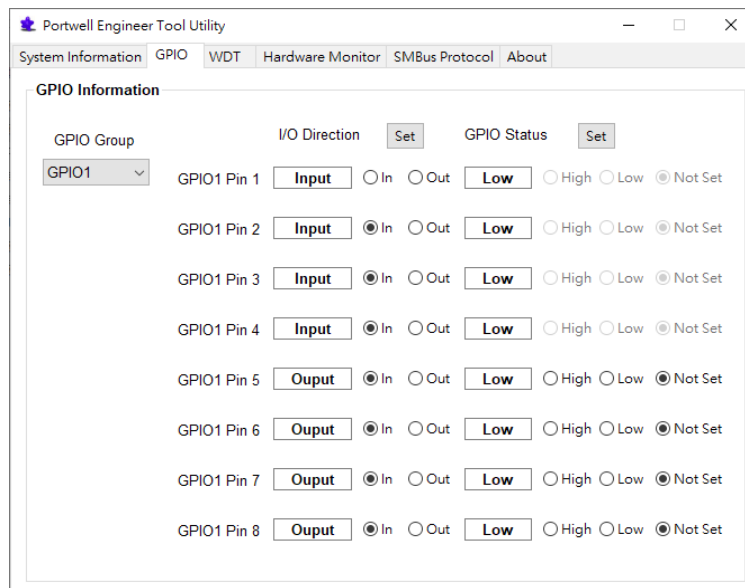 Portwell Engineer Tool Utility
System Information GPIO WDT Hardware Monitor SMBus Protocol About
GPIO Information
GPIO Group I/O Direction Set GPIO Status Set
GPIO1
GPIO1 Pin 1 Input In Out Low High Low Not Set
GPIO1 Pin 2 Input In Out Low High Low Not Set
GPIO1 Pin 3 Input In Out Low High Low Not Set
GPIO1 Pin 4 Input In Out Low High Low Not Set
GPIO1 Pin 5 Ouput In Out Low High Low Not Set
GPIO1 Pin 6 Ouput In Out Low High Low Not Set
GPIO1 Pin 7 Ouput In Out Low High Low Not Set
GPIO1 Pin 8 Ouput In Out Low High Low Not Set